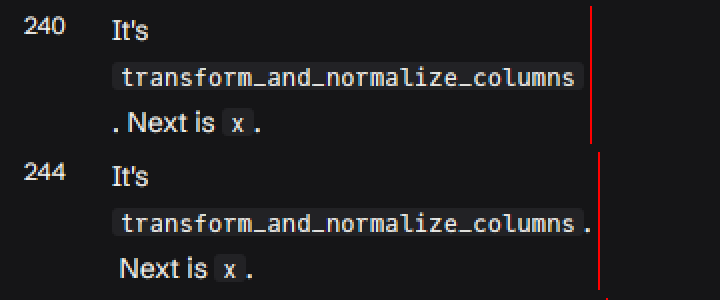 240 It's
transform_and_normalize_columns
. Next is x .
244 It's
transform_and_normalize_columns .
Next is x .